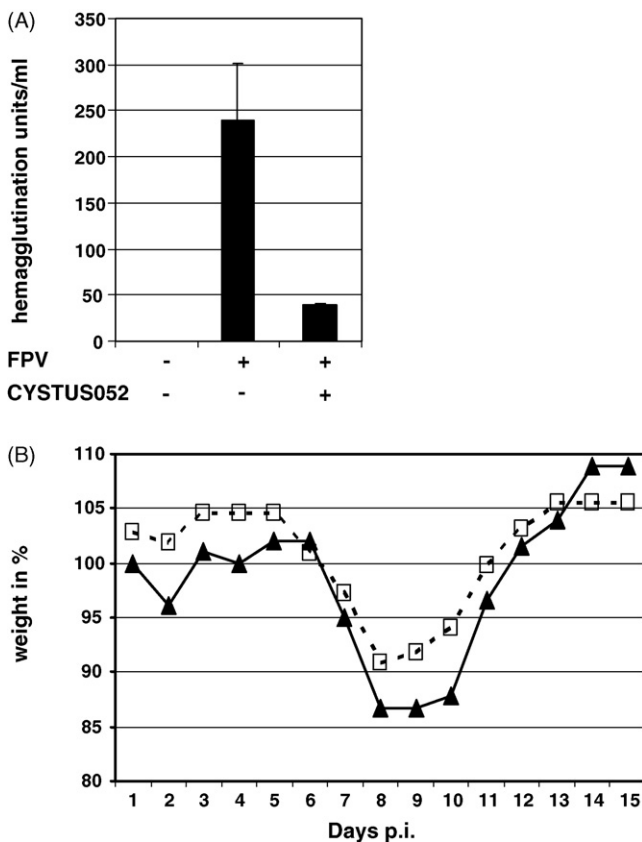 (A)
hemagglutination units/ml
350
300
250
200
150
100
50
0
FPV - + +
CYSTUS052 - - +
(B)
weight in %
110
105
100
95
90
85
80
1 2 3 4 5 6 7 8 9 10 11 12 13 14 15
Days p.i.